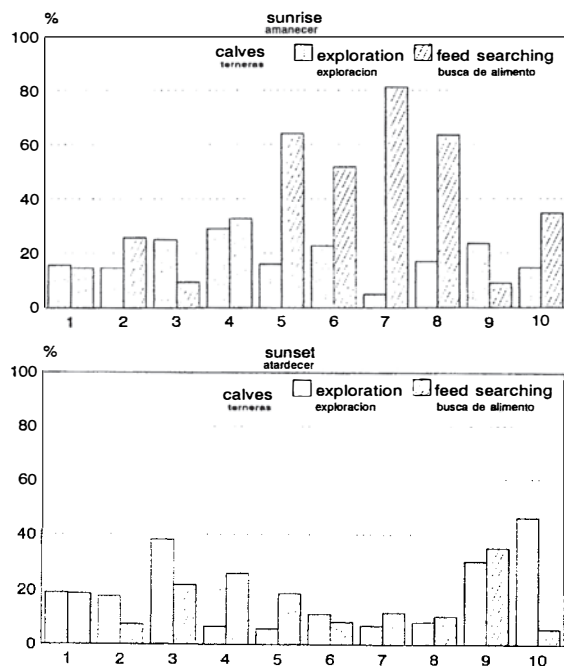 % sunrise
amanecer
calves exploration feed searching
terneras exploracion busca de alimento
80
60
40
20
0
1 2 3 4 5 6 7 8 9 10
% sunset
atardecer
100
calves exploration feed searching
terneras exploracion busca de alimento
80
60
40
20
0
1 2 3 4 5 6 7 8 9 10